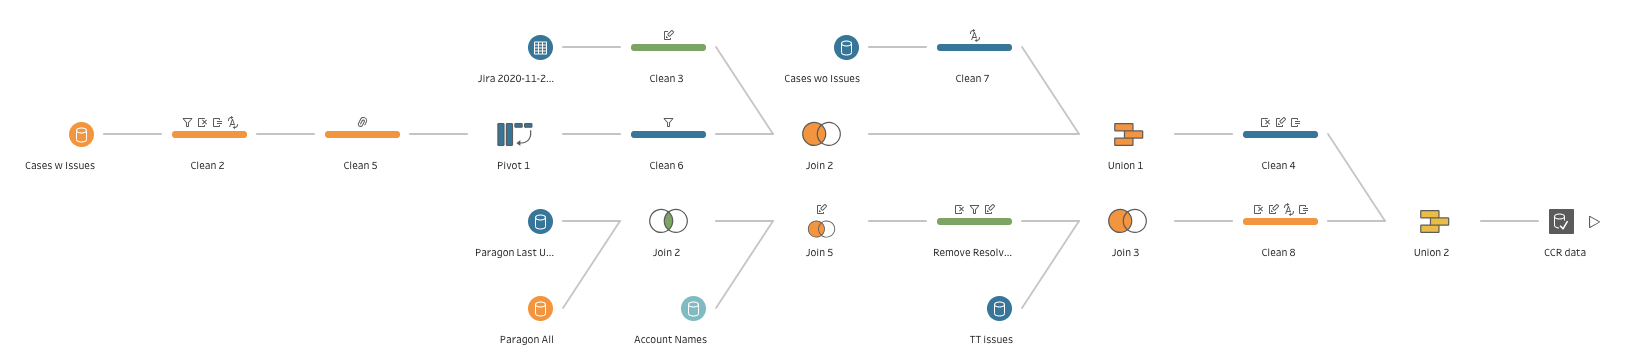 Jira 2020-11-2...
Clean 3
Cases wo Issues
Clean 7
Cases w Issues
Clean 2
Clean 5
Pivot 1
Clean 6
Join 2
Union 1
Clean 4
Paragon Last U...
Join 2
Join 5
Remove Resolv...
Join 3
Clean 8
Union 2
CCR data
Paragon All
Account Names
TT issues